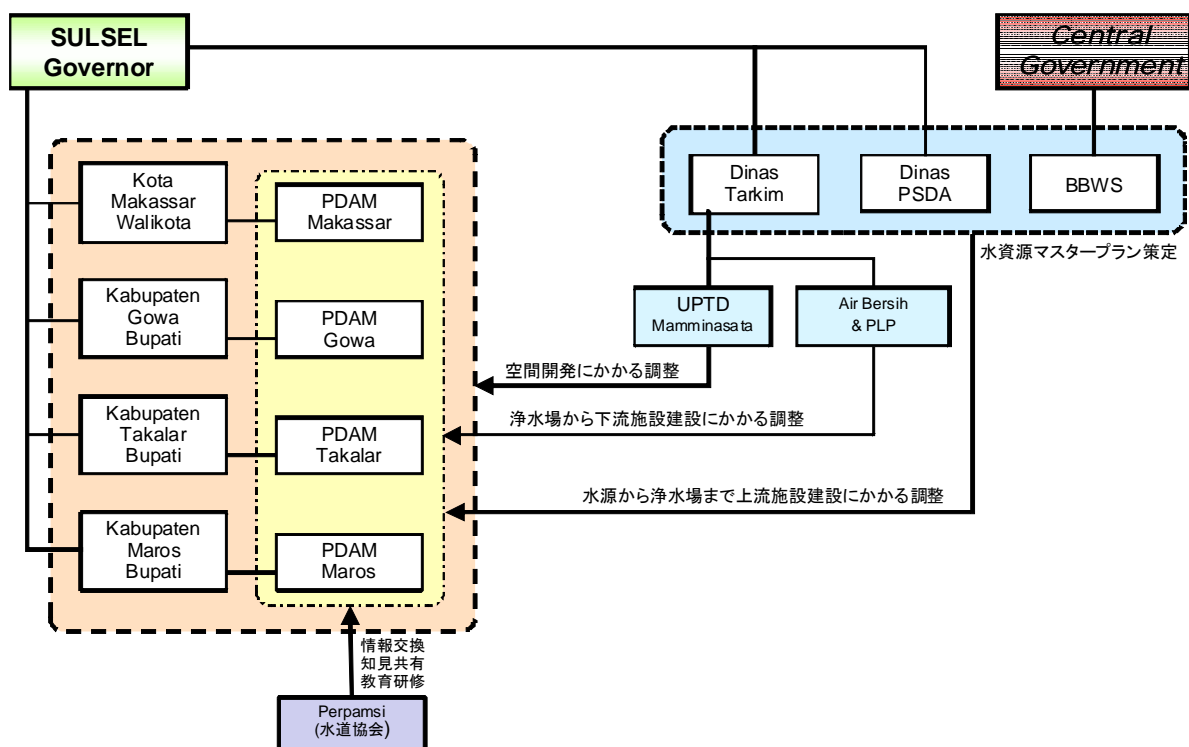 SULSEL
Governor
Central
Government
Kota
Makassar
Walikota
PDAM
Makassar
Kabupaten
Gowa
Bupati
PDAM
Gowa
Kabupaten
Takalar
Bupati
PDAM
Takalar
Kabupaten
Maros
Bupati
PDAM
Maros
Dinas
Tarkim
Dinas
PSDA
BBWS
水資源マスタープラン策定
UPTD
Mamminasata
Air Bersih
& PLP
空間開発にかかる調整
浄水場から下流施設建設にかかる調整
水源から浄水場まで上流施設建設にかかる調整
情報交換
知見共有
教育研修
Perpamsi
(水道協会)